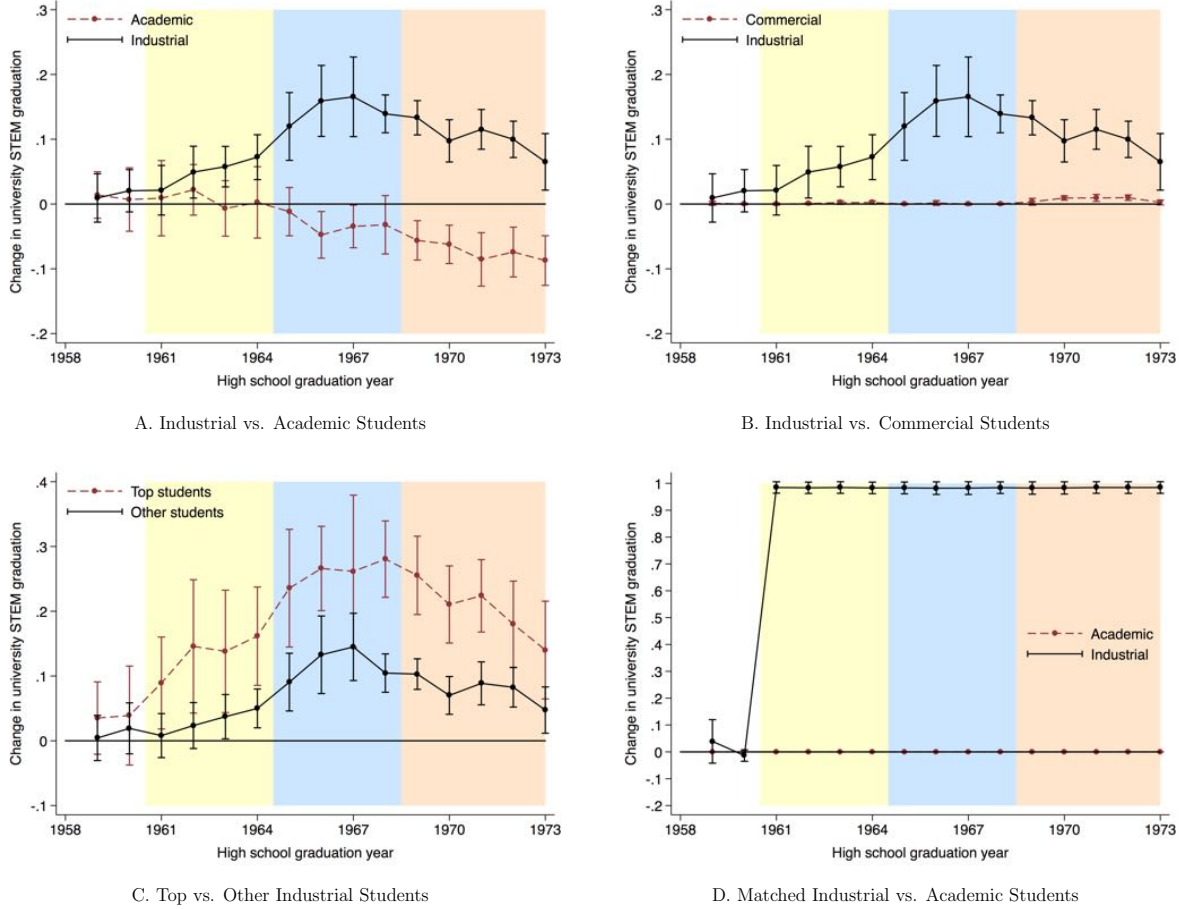 Academic
Industrial
Change in university STEM graduation
.3
.2
.1
0
-.1
-.2
1958 1961 1964 1967 1970 1973
High school graduation year
A. Industrial vs. Academic Students
Commercial
Industrial
Change in university STEM graduation
.3
.2
.1
0
-.1
-.2
1958 1961 1964 1967 1970 1973
High school graduation year
B. Industrial vs. Commercial Students
Top students
Other students
Change in university STEM graduation
.4
.3
.2
.1
0
-.1
1958 1961 1964 1967 1970 1973
High school graduation year
C. Top vs. Other Industrial Students
Academic
Industrial
Change in university STEM graduation
1
.9
.8
.7
.6
.5
.4
.3
.2
.1
0
-.1
-.2
1958 1961 1964 1967 1970 1973
High school graduation year
D. Matched Industrial vs. Academic Students